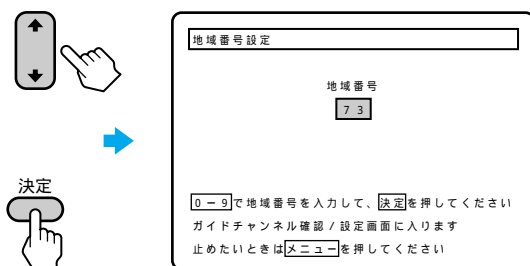 地域番号設定
地域番号
73
決定
0－9で地域番号を入力して、決定を押してください
ガイドチャンネル確認/設定画面に入ります
止めたいときはメニューを押してください